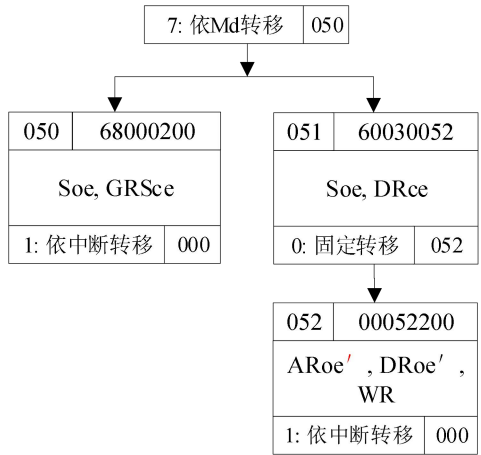 7: 依Md转移 050
050 68000200
Soe, GRSce
1: 依中断转移 000
051 60030052
Soe, DRce
0: 固定转移 052
052 00052200
ARoe′ , DRoe′ ,
WR
1: 依中断转移 000